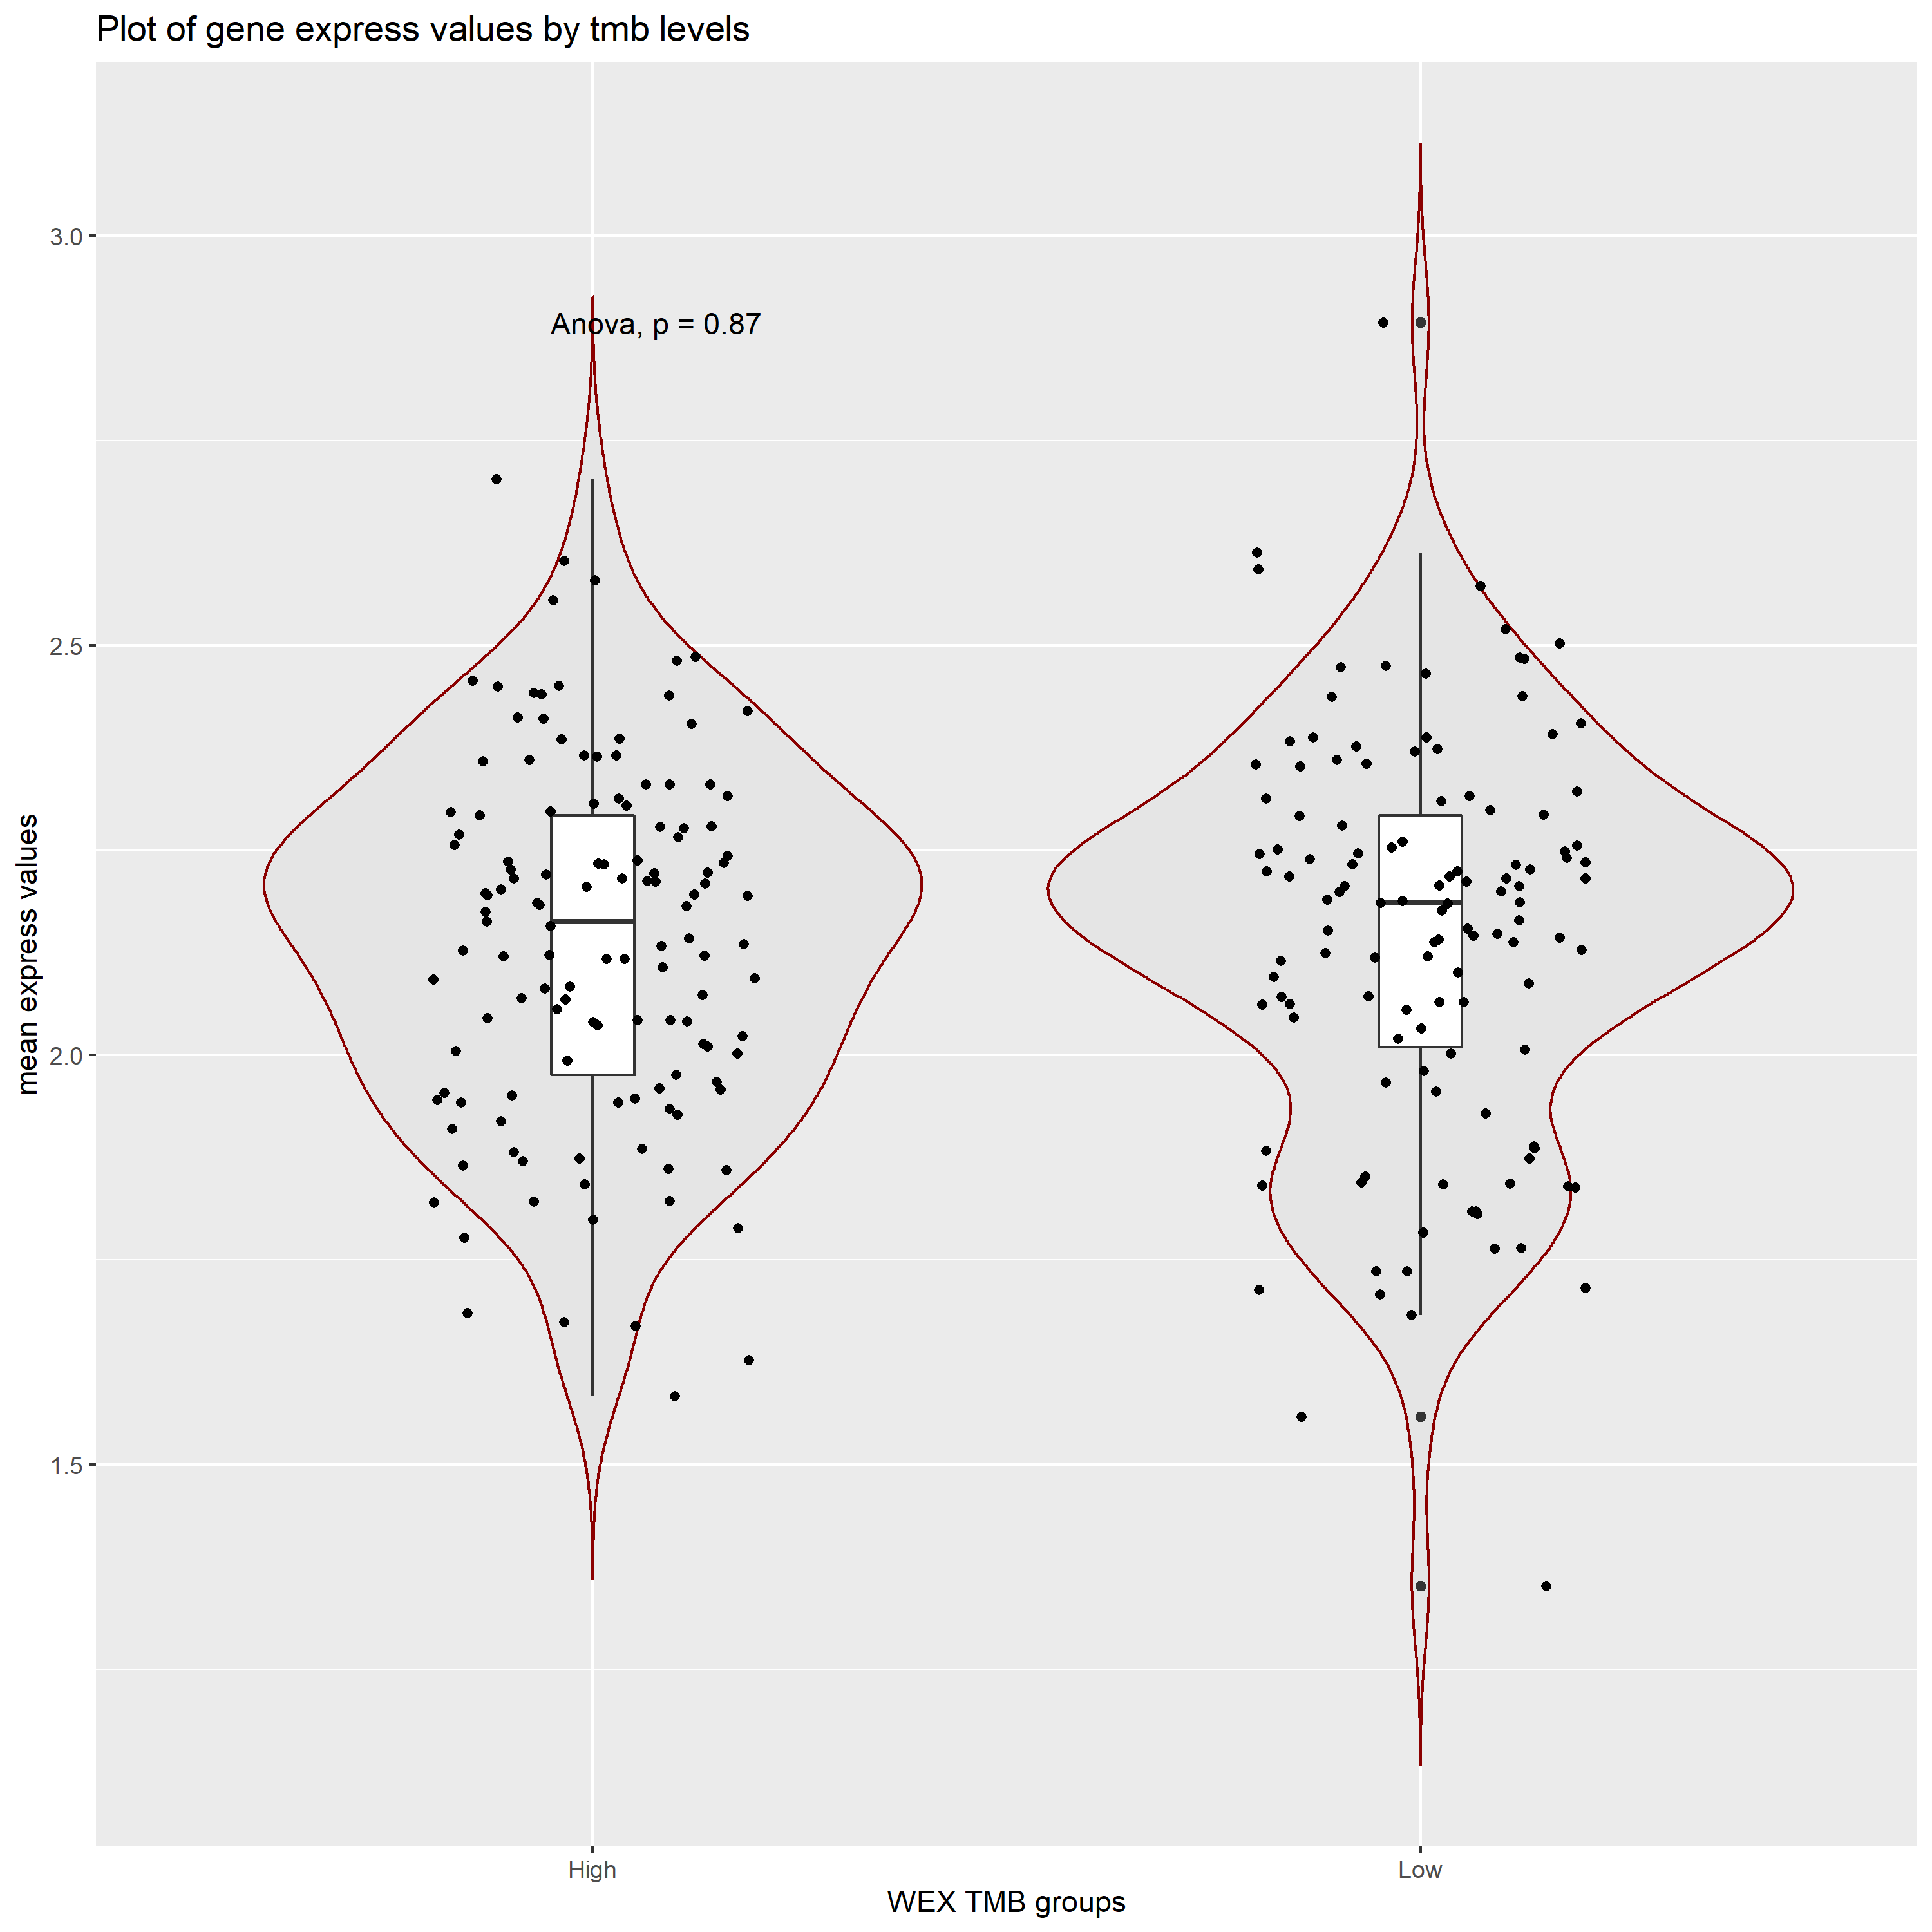 Plot of gene express values by tmb levels
Anova, p = 0.87
3.0
2.5
2.0
1.5
mean express values
High
Low
WEX TMB groups